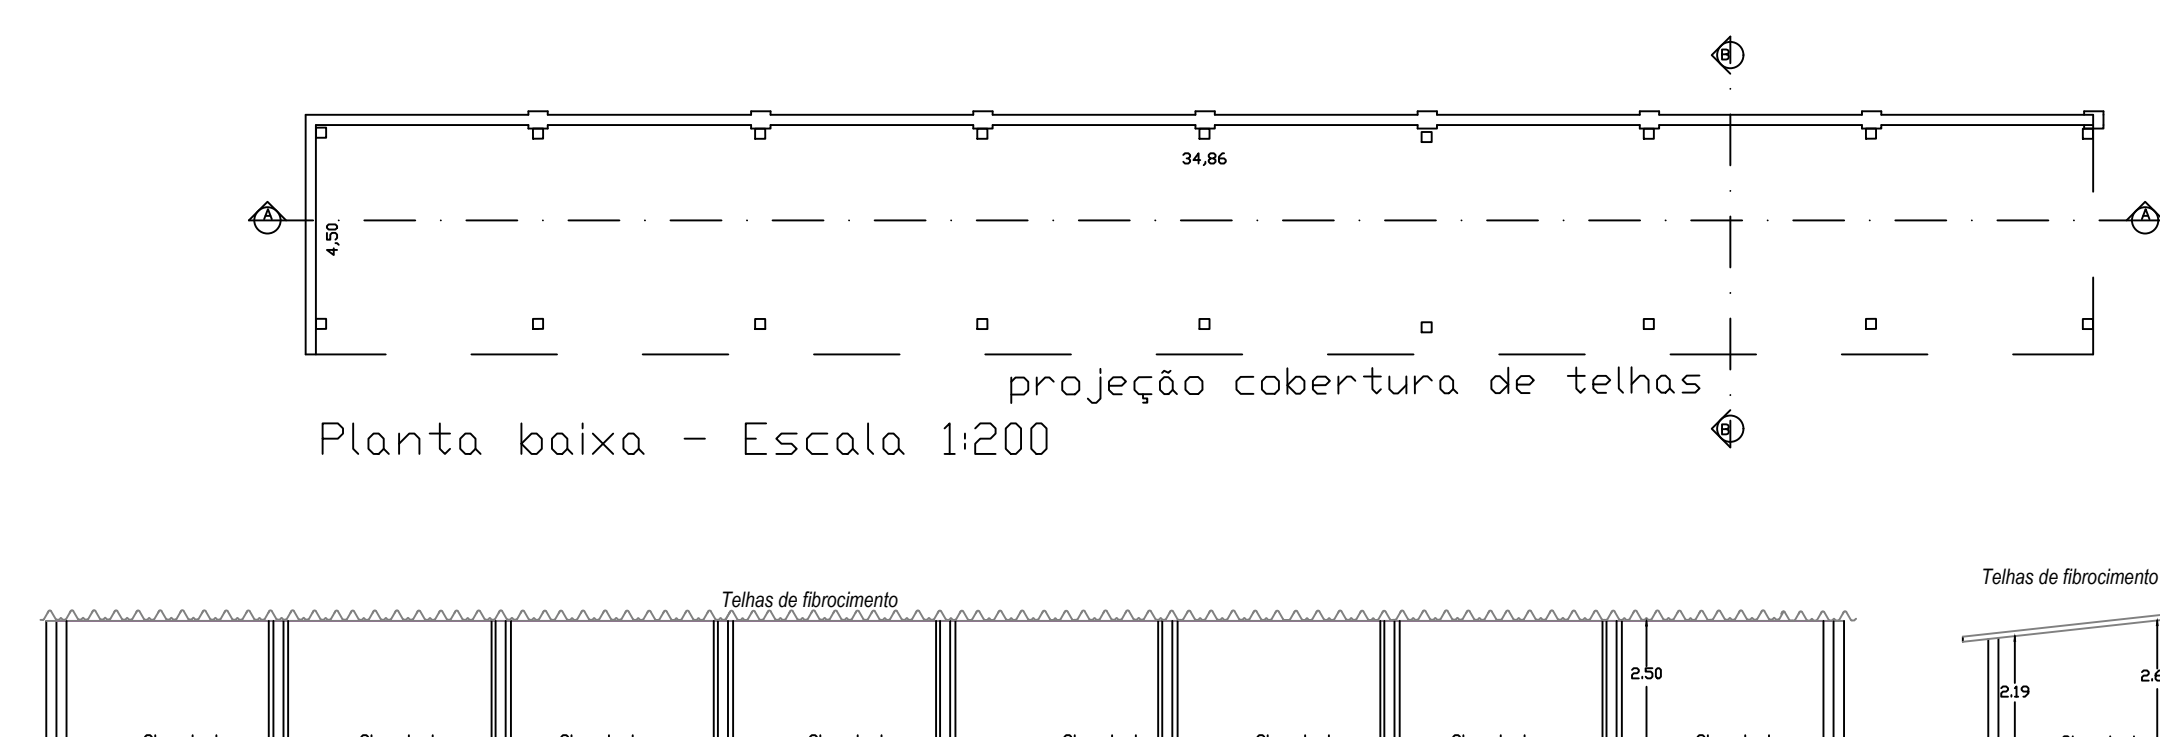 B
34,86
A
4,50
A
projeção cobertura de telhas
B
Planta baixa - Escala 1:200
Telhas de fibrocimento
Telhas de fibrocimento
2.50
2.19